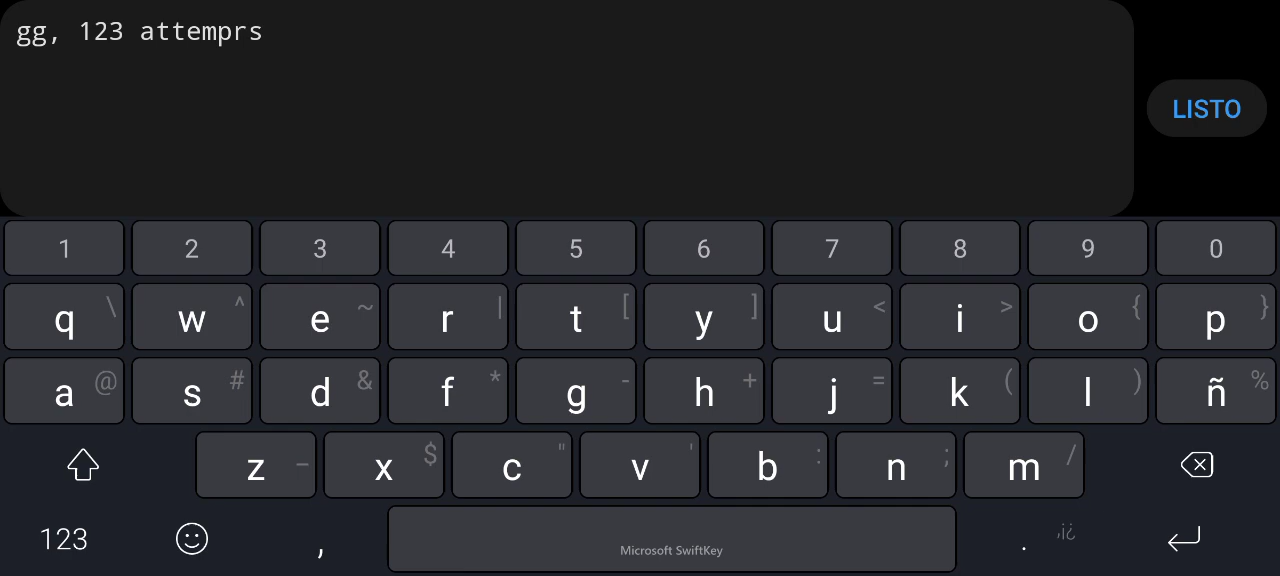 gg, 123 attemprs
LISTO
1 2 3 4 5 6 7 8 9 0
q \ w ^ e ~ r | t [ y ] u < i > o { p }
a @ s # d & f * g - h + j = k ( l ) ñ %
z _ x $ c " v ' b : n ; m /
123 , Microsoft SwiftKey . ,¡¿